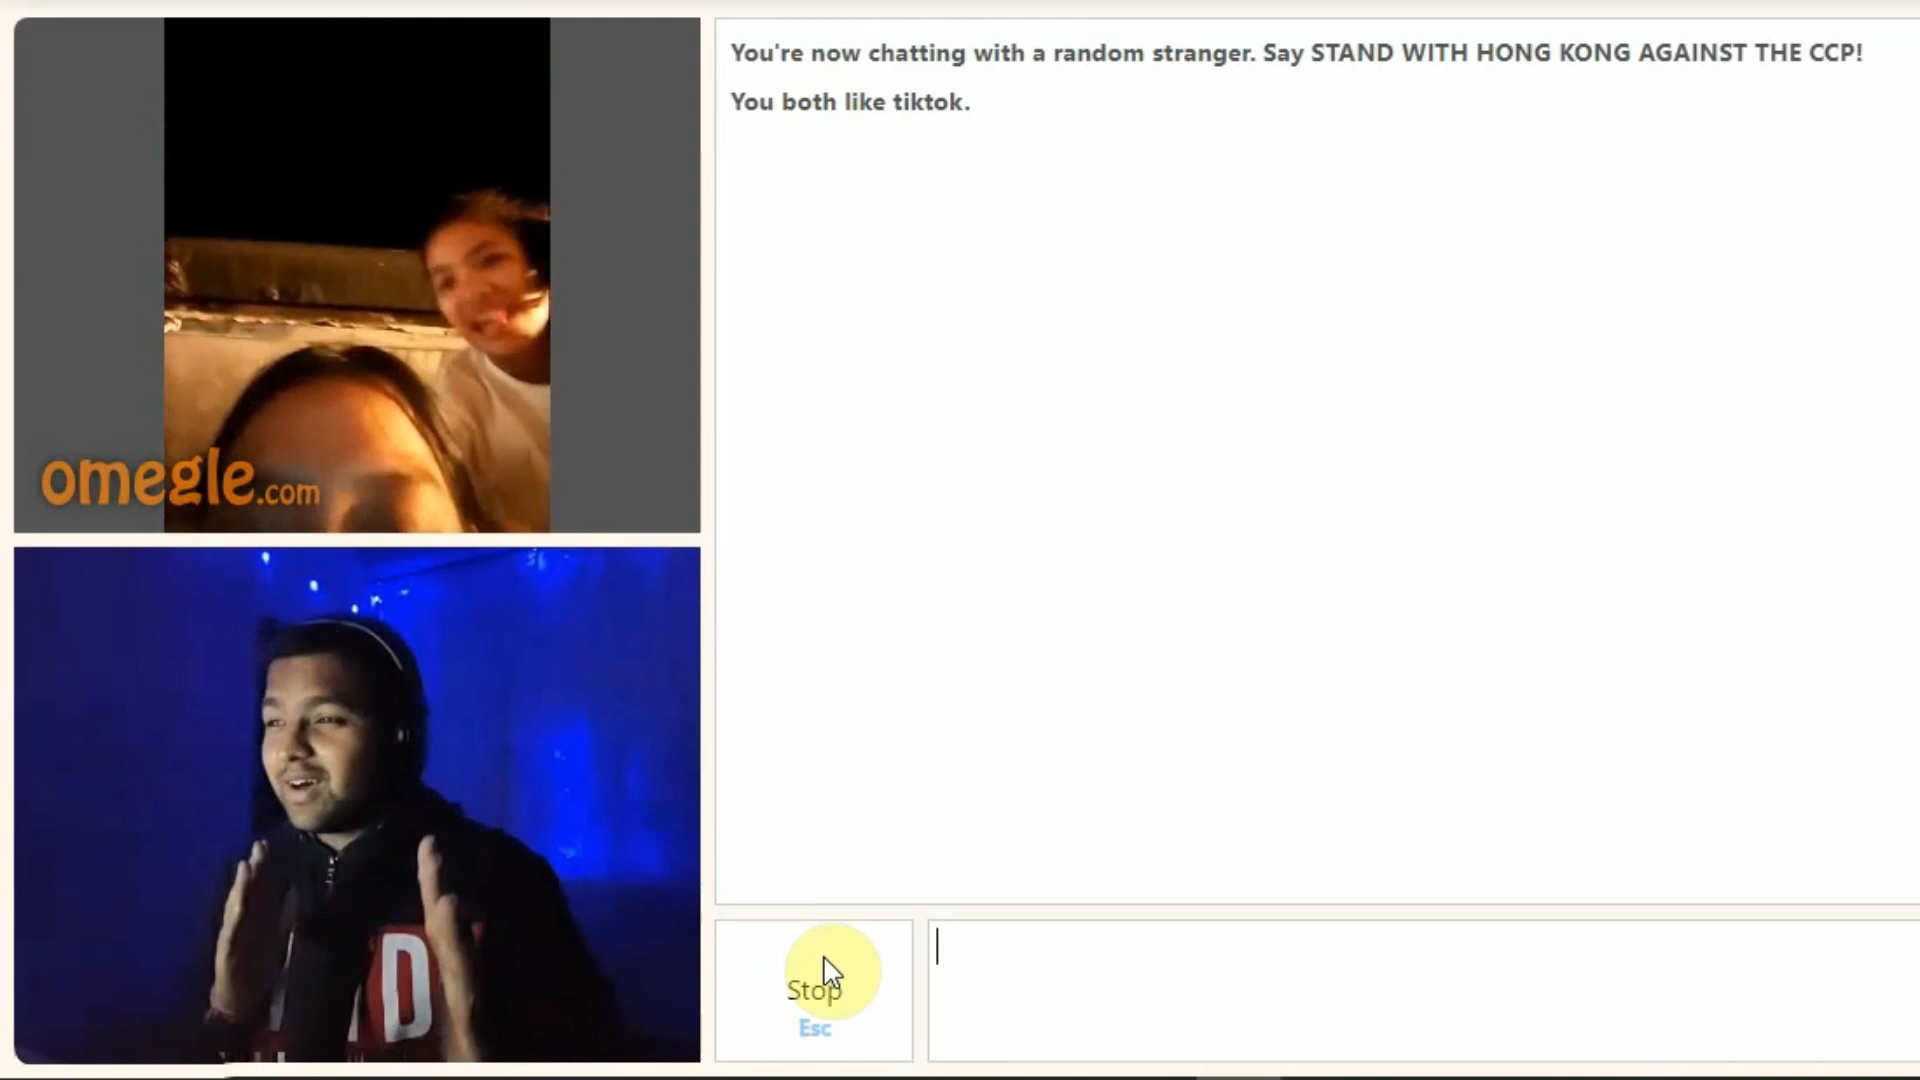 You're now chatting with a random stranger. Say STAND WITH HONG KONG AGAINST THE CCP!
You both like tiktok.
omegle.com
D
Stop
Esc